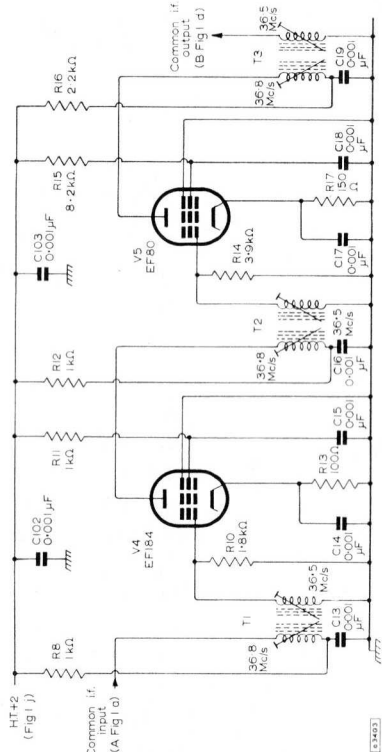 H.T.+2
(Fig 1 j)
R8
1kΩ
C102
0·001µF
R11
1kΩ
R12
1kΩ
C103
0·001µF
R15
8·2kΩ
R16
2·2kΩ
Common i.f.
input
(A Fig 1 a)
V4
EF184
V5
EF80
Common i.f.
output
(B Fig 1 d)
T1
36·8
Mc/s
36·5
Mc/s
R10
1·8kΩ
T2
36·8
Mc/s
36·5
Mc/s
R14
3·9kΩ
T3
36·8
Mc/s
36·5
Mc/s
C13
0·001
µF
C14
0·001
µF
R13
100Ω
C15
0·001
µF
C16
0·001
µF
C17
0·001
µF
R17
150
Ω
C18
0·001
µF
C19
0·001
µF